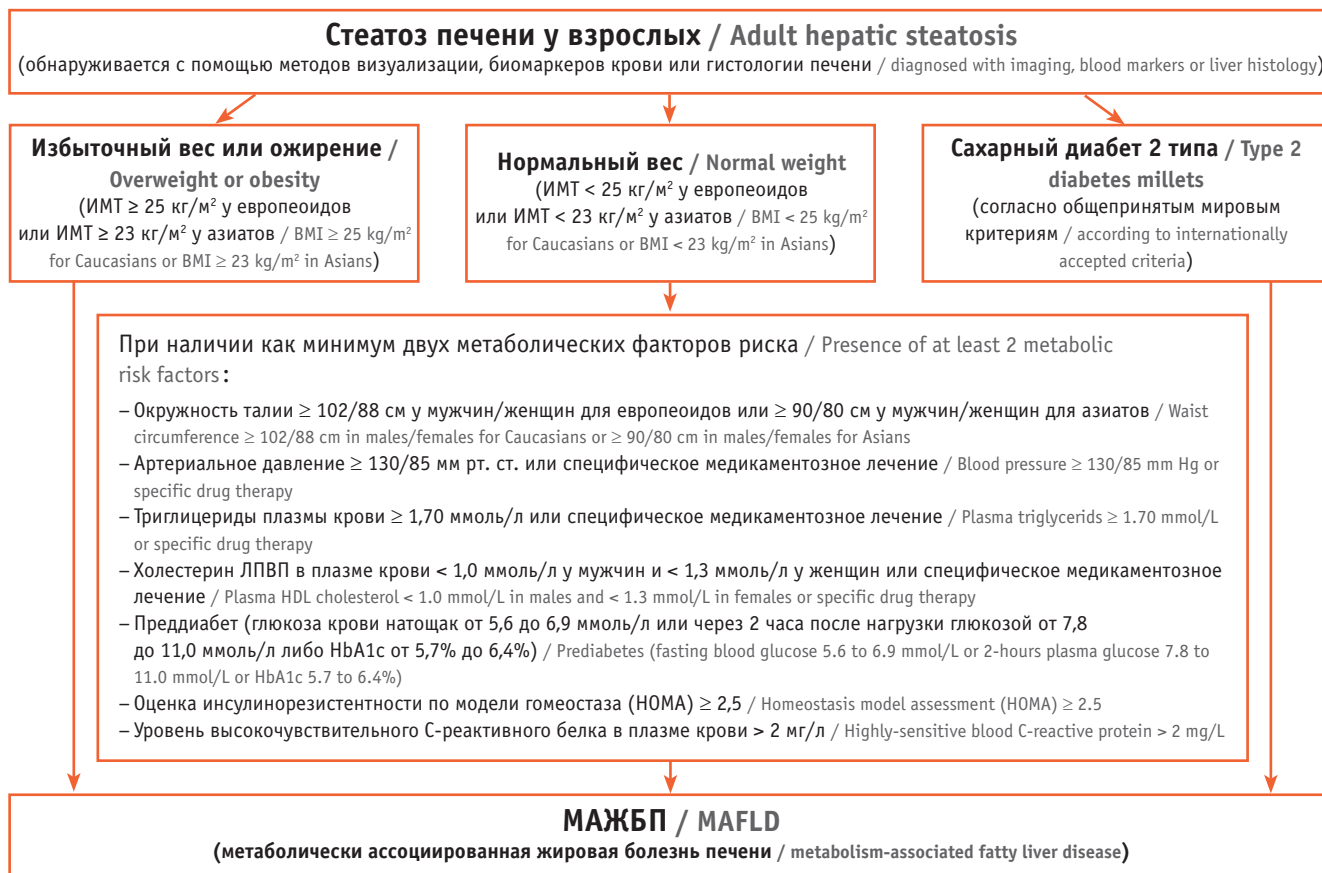 Стеатоз печени у взрослых / Adult hepatic steatosis
(обнаруживается с помощью методов визуализации, биомаркеров крови или гистологии печени / diagnosed with imaging, blood markers or liver histology)
Избыточный вес или ожирение /
Overweight or obesity
(ИМТ ≥ 25 кг/м² у европеоидов
или ИМТ ≥ 23 кг/м² у азиатов / BMI ≥ 25 kg/m²
for Caucasians or BMI ≥ 23 kg/m² in Asians)
Нормальный вес / Normal weight
(ИМТ < 25 кг/м² у европеоидов
или ИМТ < 23 кг/м² у азиатов / BMI < 25 kg/m²
for Caucasians or BMI < 23 kg/m² in Asians)
Сахарный диабет 2 типа / Type 2
diabetes millets
(согласно общепринятым мировым
критериям / according to internationally
accepted criteria)
При наличии как минимум двух метаболических факторов риска / Presence of at least 2 metabolic
risk factors:
– Окружность талии ≥ 102/88 см у мужчин/женщин для европеоидов или ≥ 90/80 см у мужчин/женщин для азиатов / Waist
circumference ≥ 102/88 cm in males/females for Caucasians or ≥ 90/80 cm in males/females for Asians
– Артериальное давление ≥ 130/85 мм рт. ст. или специфическое медикаментозное лечение / Blood pressure ≥ 130/85 mm Hg or
specific drug therapy
– Триглицериды плазмы крови ≥ 1,70 ммоль/л или специфическое медикаментозное лечение / Plasma triglycerids ≥ 1.70 mmol/L
or specific drug therapy
– Холестерин ЛПВП в плазме крови < 1,0 ммоль/л у мужчин и < 1,3 ммоль/л у женщин или специфическое медикаментозное
лечение / Plasma HDL cholesterol < 1.0 mmol/L in males and < 1.3 mmol/L in females or specific drug therapy
– Преддиабет (глюкоза крови натощак от 5,6 до 6,9 ммоль/л или через 2 часа после нагрузки глюкозой от 7,8
до 11,0 ммоль/л либо HbA1c от 5,7% до 6,4%) / Prediabetes (fasting blood glucose 5.6 to 6.9 mmol/L or 2-hours plasma glucose 7.8 to
11.0 mmol/L or HbA1c 5.7 to 6.4%)
– Оценка инсулинорезистентности по модели гомеостаза (HOMA) ≥ 2,5 / Homeostasis model assessment (HOMA) ≥ 2.5
– Уровень высокочувствительного С-реактивного белка в плазме крови > 2 мг/л / Highly-sensitive blood C-reactive protein > 2 mg/L
МАЖБП / MAFLD
(метаболически ассоциированная жировая болезнь печени / metabolism-associated fatty liver disease)